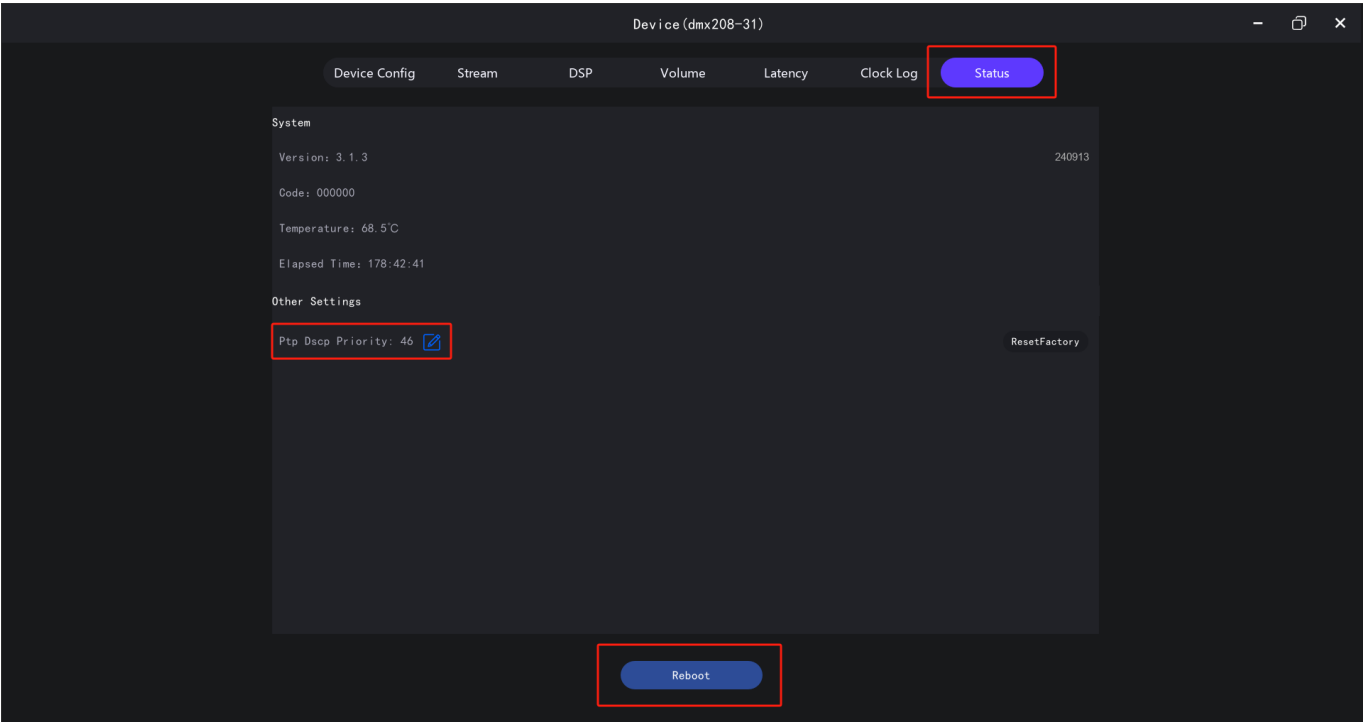 Device(dmx208-31)
Device Config Stream DSP Volume Latency Clock Log Status
System
Version: 3.1.3 240913
Code: 000000
Temperature: 68.5℃
Elapsed Time: 178:42:41
Other Settings
Ptp Dscp Priority: 46 ResetFactory
Reboot